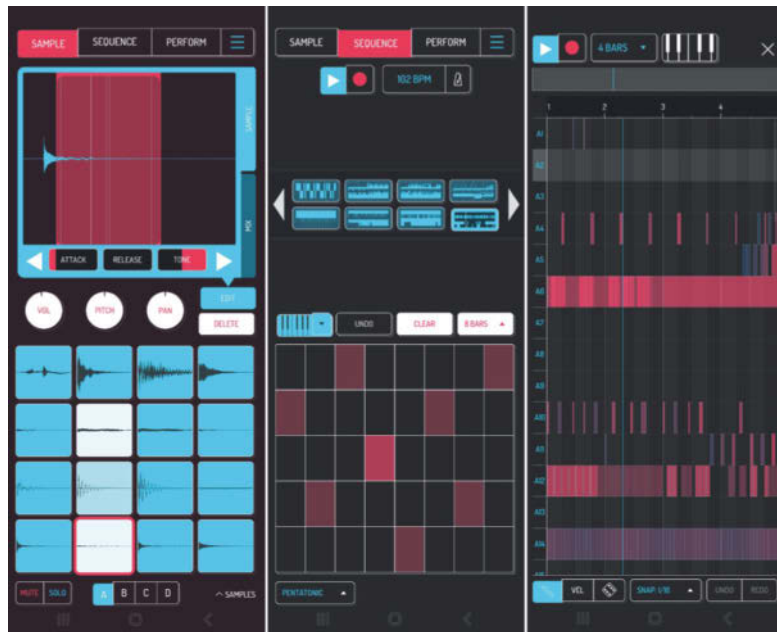 SAMPLE SEQUENCE PERFORM
SAMPLE
MIX
ATTACK RELEASE TONE
VOL PITCH PAN
EDIT
DELETE
MUTE SOLO A B C D SAMPLES
SAMPLE SEQUENCE PERFORM
102 BPM
UNDO CLEAR 8 BARS
PENTATONIC
4 BARS
1 2 3 4
A1
A2
A3
A4
A5
A6
A7
A8
A9
A10
A11
A12
A13
A14
VEL SNAP: 1/16 UNDO REDO